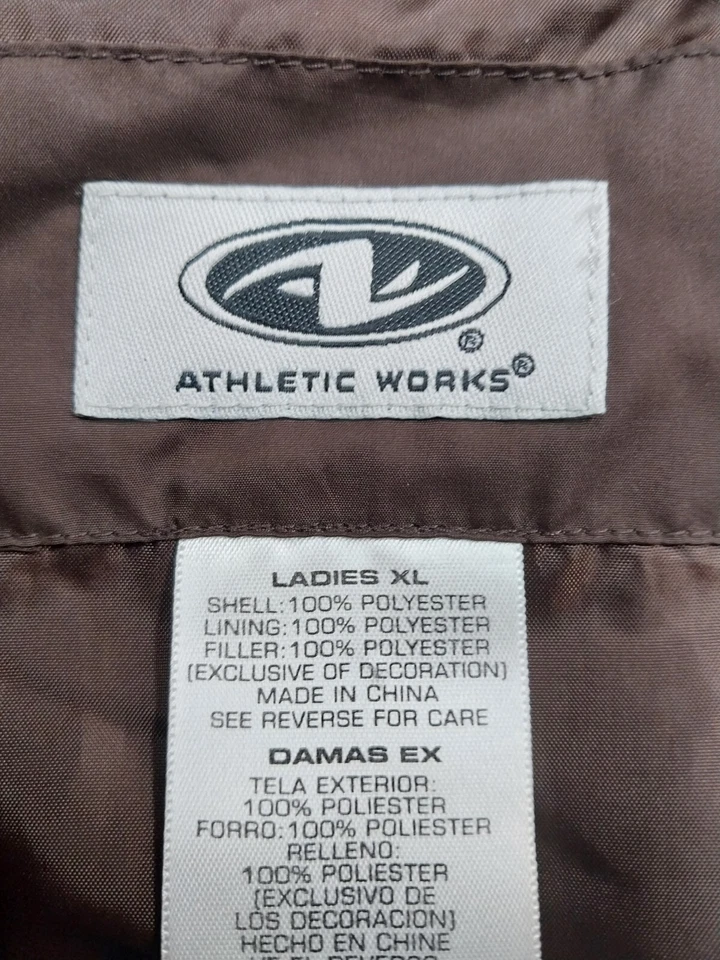 ®
ATHLETIC WORKS®
LADIES XL
SHELL:100% POLYESTER
LINING:100% POLYESTER
FILLER:100% POLYESTER
(EXCLUSIVE OF DECORATION)
MADE IN CHINA
SEE REVERSE FOR CARE
DAMAS EX
TELA EXTERIOR:
100% POLIESTER
FORRO:100% POLIESTER
RELLENO:
100% POLIESTER
(EXCLUSIVO DE
LOS DECORACION)
HECHO EN CHINE